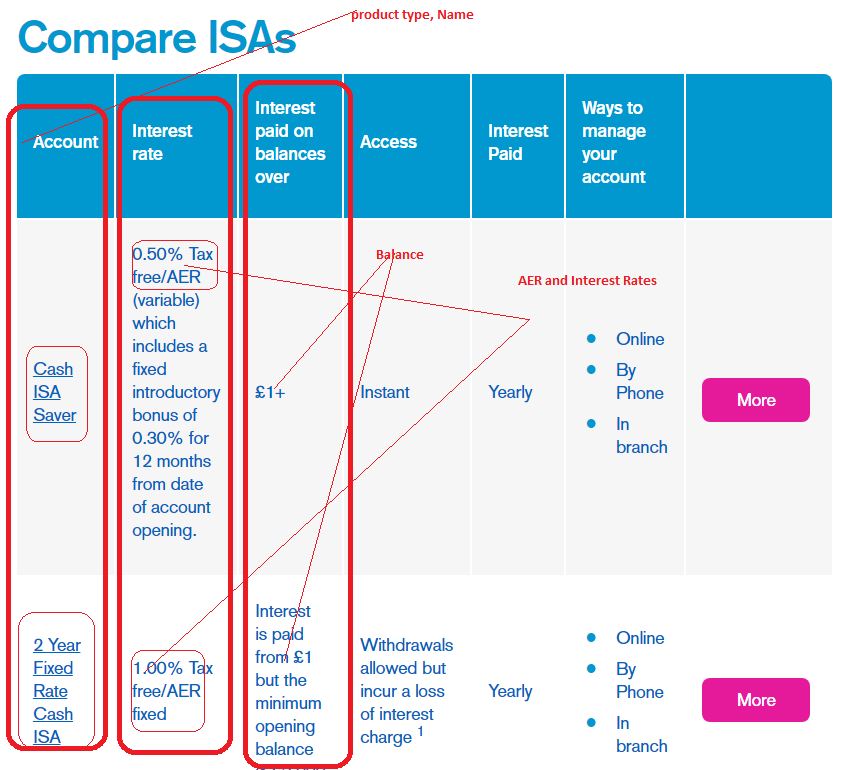 product type, Name
Compare ISAs
Account
Interest
rate
Interest
paid on
balances
over
Access
Interest
Paid
Ways to
manage
your
account
Balance
AER and Interest Rates
Cash
ISA
Saver
0.50% Tax
free/AER
(variable)
which
includes a
fixed
introductory
bonus of
0.30% for
12 months
from date
of account
opening.
£1+
Instant
Yearly
Online
By
Phone
In
branch
More
2 Year
Fixed
Rate
Cash
ISA
1.00% Tax
free/AER
fixed
Interest
is paid
from £1
but the
minimum
opening
balance
Withdrawals
allowed but
incur a loss
of interest
charge 1
Yearly
Online
By
Phone
In
branch
More